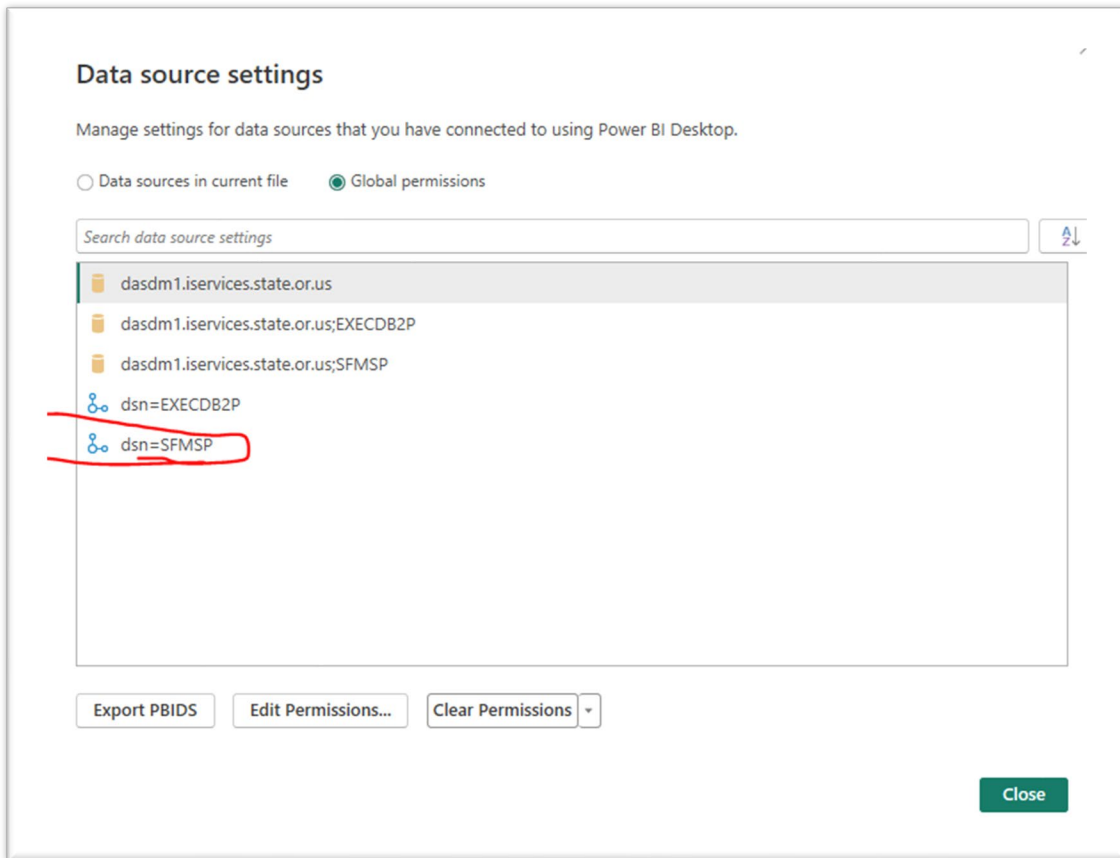 Data source settings
Manage settings for data sources that you have connected to using Power BI Desktop.
Data sources in current file Global permissions
Search data source settings
AZ↓
dasdm1.iservices.state.or.us
dasdm1.iservices.state.or.us;EXECDB2P
dasdm1.iservices.state.or.us;SFMSP
dsn=EXECDB2P
dsn=SFMSP
Export PBIDS Edit Permissions... Clear Permissions
Close